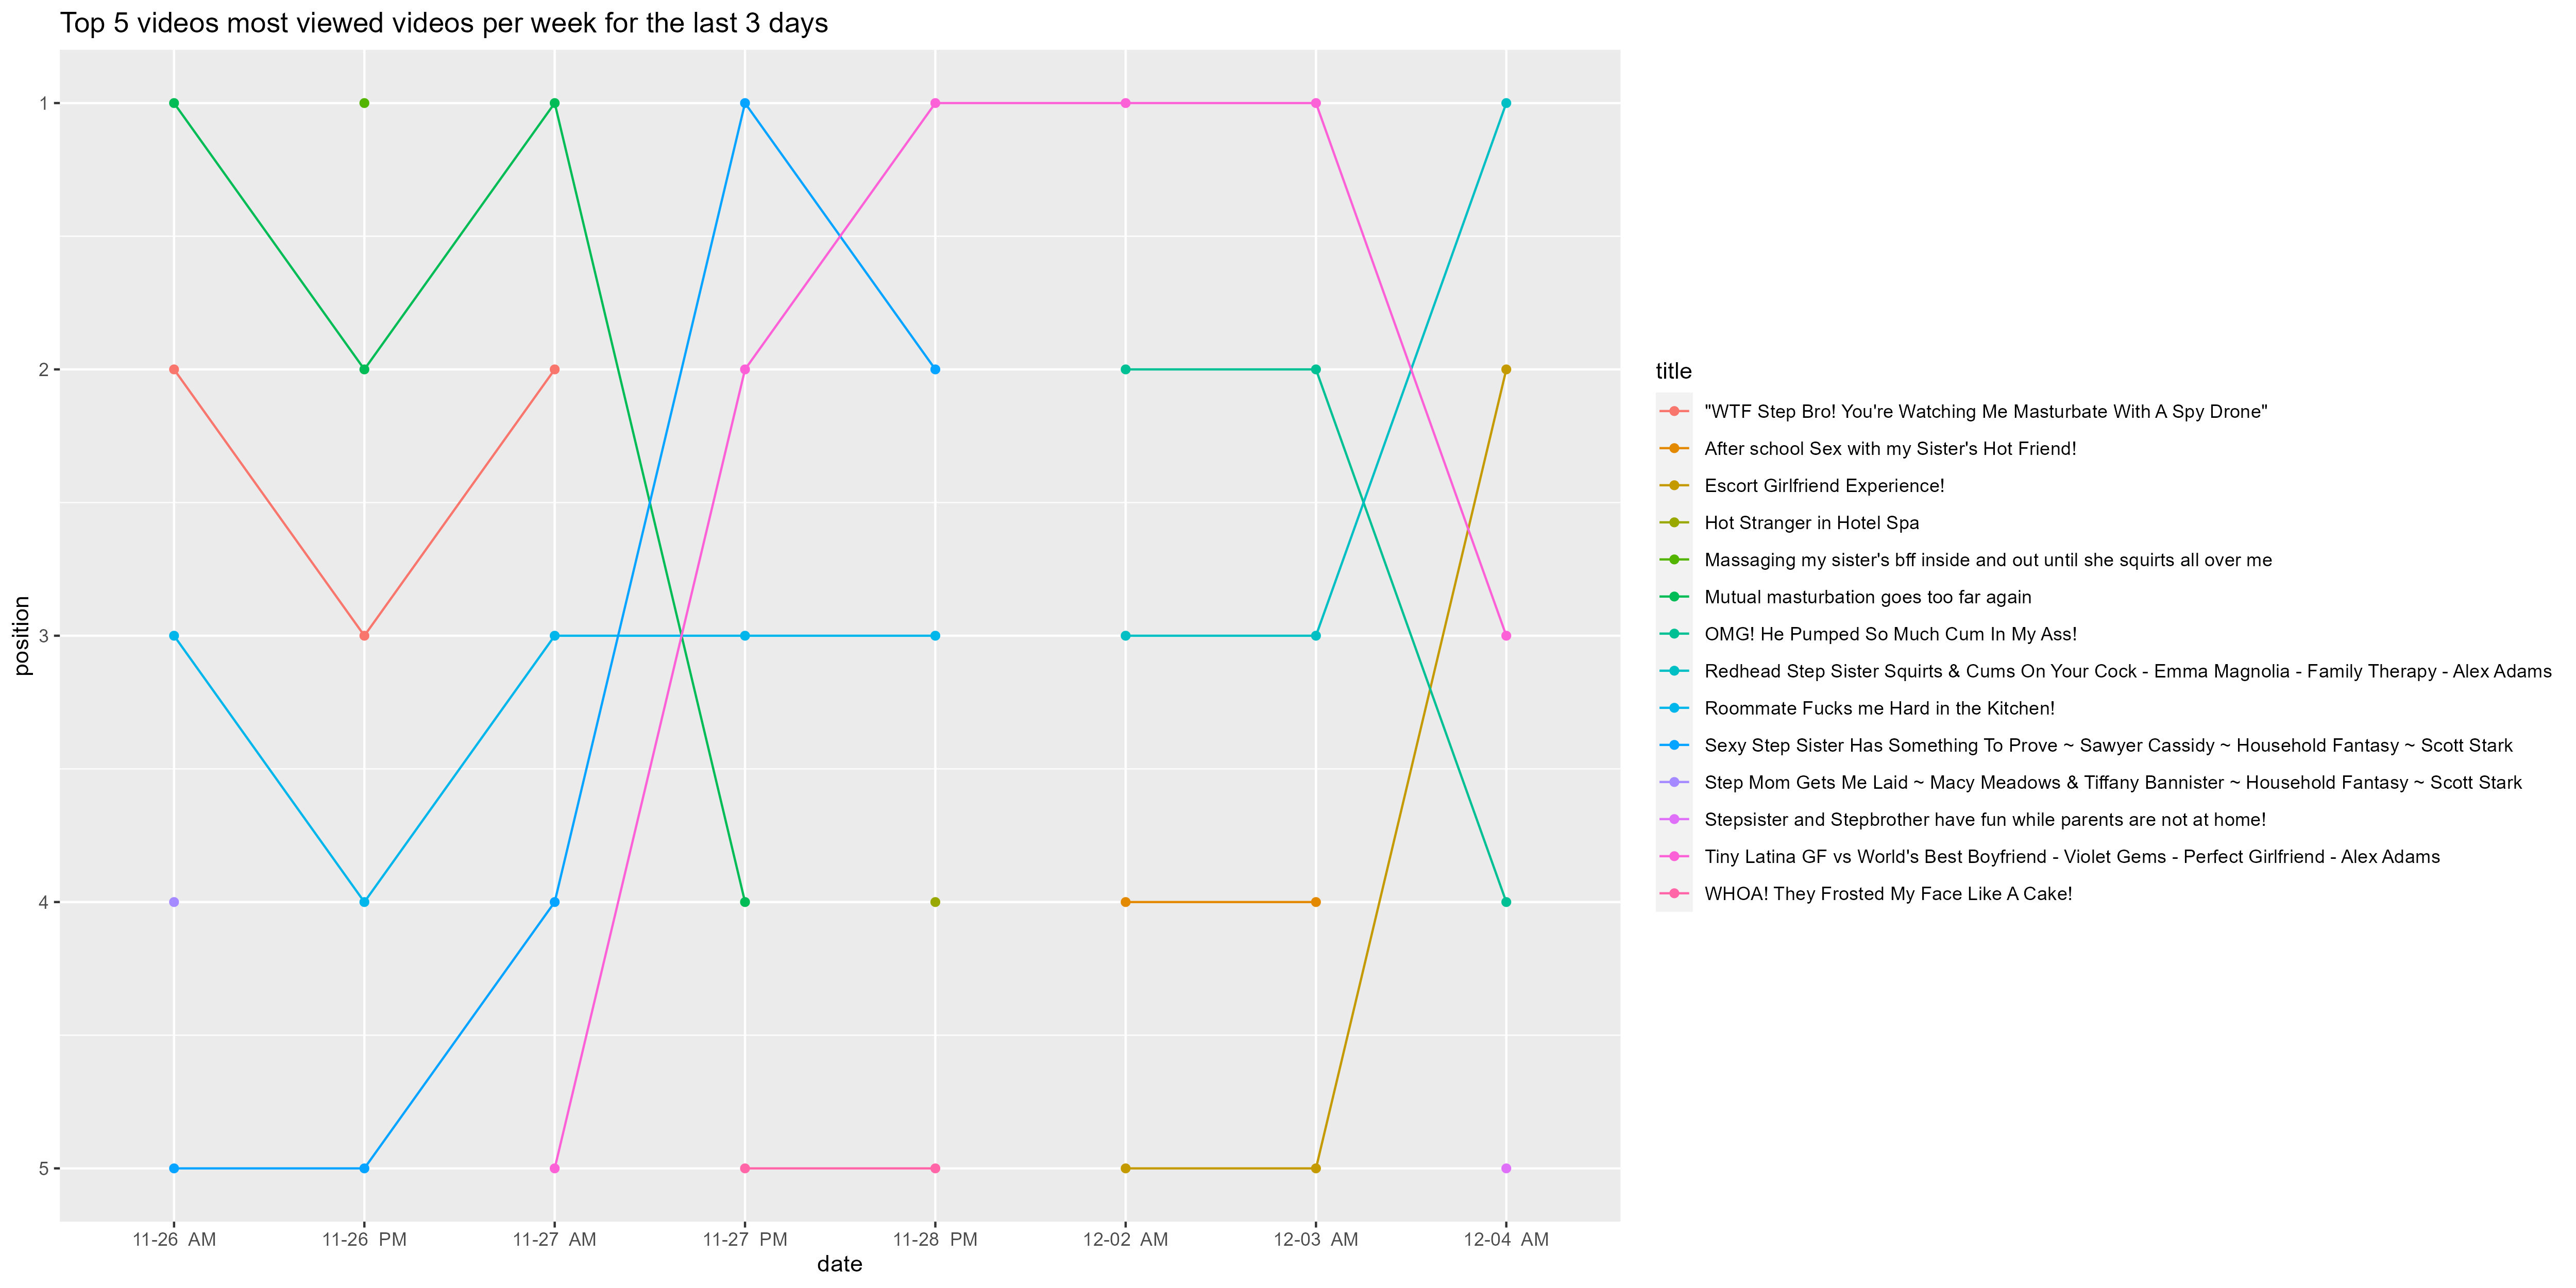 Top 5 videos most viewed videos per week for the last 3 days
position
1
2
3
4
5
11-26 AM
11-26 PM
11-27 AM
11-27 PM
11-28 PM
12-02 AM
12-03 AM
12-04 AM
date
title
"WTF Step Bro! You're Watching Me Masturbate With A Spy Drone"
After school Sex with my Sister's Hot Friend!
Escort Girlfriend Experience!
Hot Stranger in Hotel Spa
Massaging my sister's bff inside and out until she squirts all over me
Mutual masturbation goes too far again
OMG! He Pumped So Much Cum In My Ass!
Redhead Step Sister Squirts & Cums On Your Cock - Emma Magnolia - Family Therapy - Alex Adams
Roommate Fucks me Hard in the Kitchen!
Sexy Step Sister Has Something To Prove ~ Sawyer Cassidy ~ Household Fantasy ~ Scott Stark
Step Mom Gets Me Laid ~ Macy Meadows & Tiffany Bannister ~ Household Fantasy ~ Scott Stark
Stepsister and Stepbrother have fun while parents are not at home!
Tiny Latina GF vs World's Best Boyfriend - Violet Gems - Perfect Girlfriend - Alex Adams
WHOA! They Frosted My Face Like A Cake!